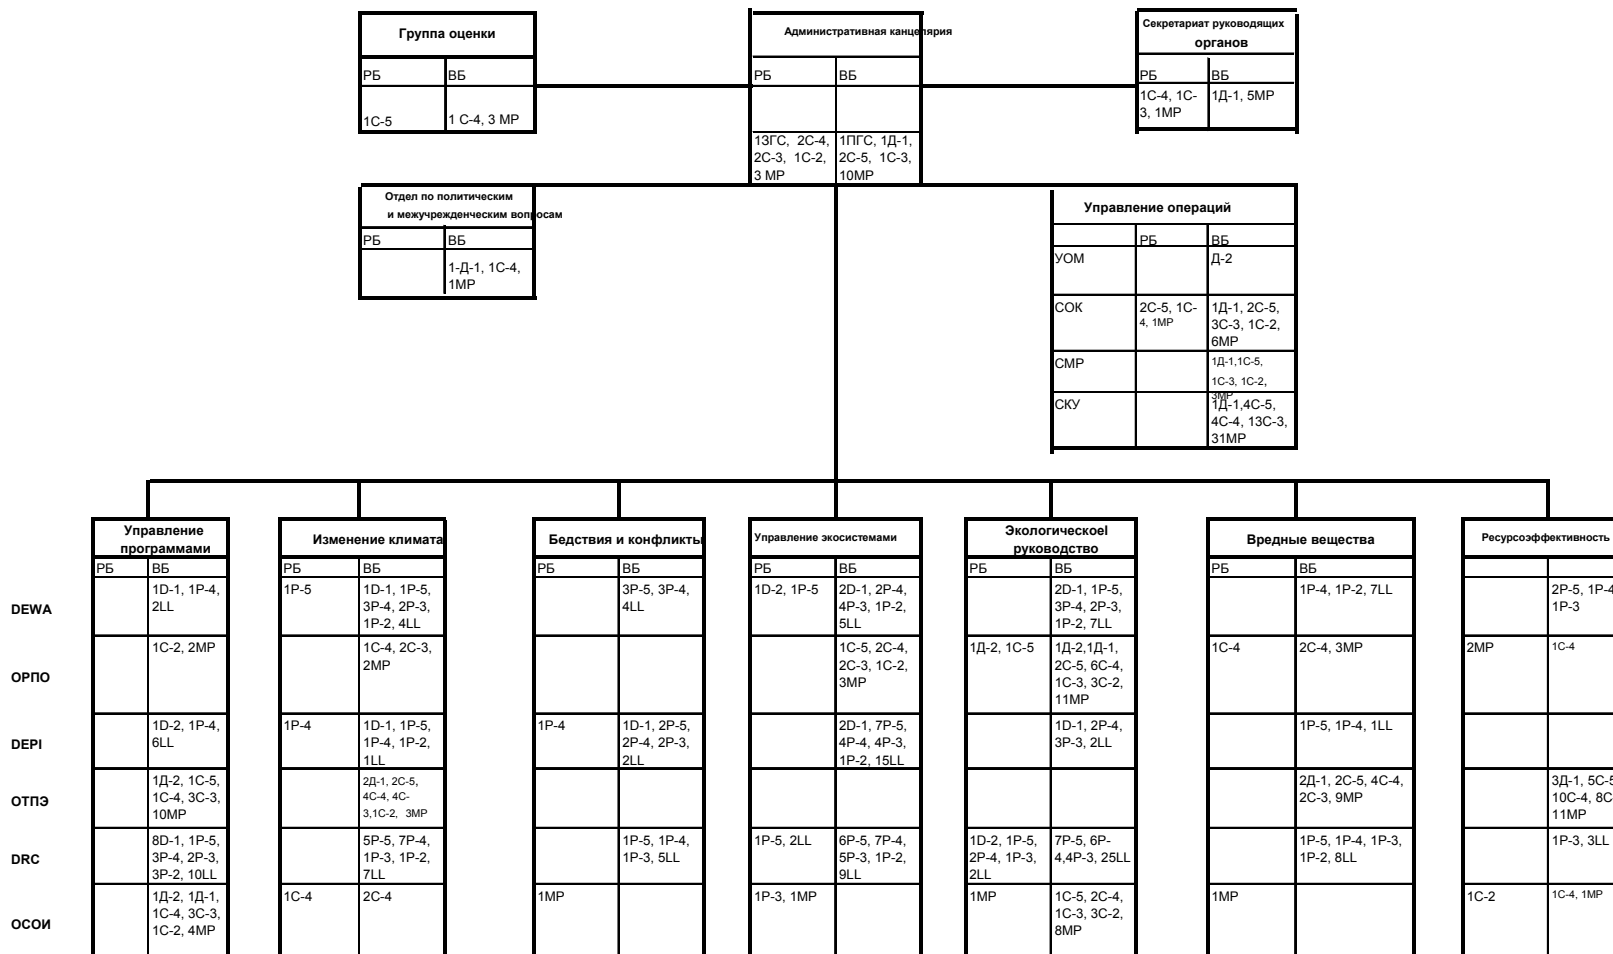 Группа оценки
РБ ВБ
1С-5 1 С-4, 3 МР
Административная канцелярия
РБ ВБ
1ЗГС, 2С-4, 1ПГС, 1Д-1,
2С-3, 1С-2, 2С-5, 1С-3,
3 МР 10МР
Секретариат руководящих
органов
РБ ВБ
1С-4, 1С- 1Д-1, 5МР
3, 1МР
Отдел по политическим
и межучрежденческим вопросам
РБ ВБ
1-Д-1, 1С-4,
1МР
Управление операций
РБ ВБ
УОМ Д-2
СОК 2С-5, 1С- 1Д-1, 2С-5,
4, 1МР 3С-3, 1С-2,
6МР
СМР 1Д-1,1С-5,
1С-3, 1С-2,
3МР
СКУ 1Д-1,4С-5,
4С-4, 13С-3,
31МР
Управление
программами
Изменение климата
Бедствия и конфликты
Управление экосистемами
Экологическоеl
руководство
Вредные вещества
Ресурсоэффективность
РБ ВБ РБ ВБ РБ ВБ РБ ВБ РБ ВБ РБ ВБ
DEWA
1D-1, 1P-4,
2LL
1P-5
1D-1, 1P-5,
3P-4, 2P-3,
1P-2, 4LL
3P-5, 3P-4,
4LL
1D-2, 1P-5
2D-1, 2P-4,
4P-3, 1P-2,
5LL
2D-1, 1P-5,
3P-4, 2P-3,
1P-2, 7LL
1P-4, 1P-2, 7LL
2P-5, 1P-4
1P-3
ОРПО
1С-2, 2МР
1С-4, 2С-3,
2МР
1С-5, 2С-4,
2С-3, 1С-2,
3МР
1Д-2, 1С-5
1Д-2,1Д-1,
2С-5, 6С-4,
1С-3, 3С-2,
11МР
1С-4
2С-4, 3МР
2МР
1С-4
DEPI
1D-2, 1P-4,
6LL
1P-4
1D-1, 1P-5,
1P-4, 1P-2,
1LL
1P-4
1D-1, 2P-5,
2P-4, 2P-3,
2LL
2D-1, 7P-5,
4P-4, 4P-3,
1P-2, 15LL
1D-1, 2P-4,
3P-3, 2LL
1P-5, 1P-4, 1LL
ОТПЭ
1Д-2, 1С-5,
1С-4, 3С-3,
10МР
2Д-1, 2С-5,
4С-4, 4С-
3,1С-2, 3МР
2Д-1, 2С-5, 4С-4,
2С-3, 9МР
3Д-1, 5С-5
10С-4, 8С
11МР
DRC
8D-1, 1P-5,
3P-4, 2P-3,
3P-2, 10LL
5P-5, 7P-4,
1P-3, 1P-2,
7LL
1P-5, 1P-4,
1P-3, 5LL
1P-5, 2LL
6P-5, 7P-4,
5P-3, 1P-2,
9LL
1D-2, 1P-5,
2P-4, 1P-3,
2LL
7P-5, 6P-
4,4P-3, 25LL
1P-5, 1P-4, 1P-3,
1P-2, 8LL
1P-3, 3LL
ОСОИ
1Д-2, 1Д-1,
1С-4, 3С-3,
1С-2, 4МР
1С-4
2С-4
1МР
1Р-3, 1МР
1МР
1С-5, 2С-4,
1С-3, 3С-2,
8МР
1МР
1С-2
1С-4, 1МР